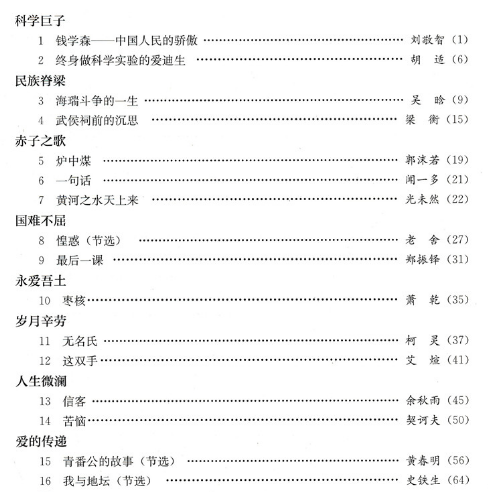 科学巨子
1 钱学森——中国人民的骄傲 刘敬智（1）
2 终身做科学实验的爱迪生 胡 适（6）
民族脊梁
3 海瑞斗争的一生 吴 晗（9）
4 武侯祠前的沉思 梁 衡（15）
赤子之歌
5 炉中煤 郭沫若（19）
6 一句话 闻一多（21）
7 黄河之水天上来 光未然（22）
国难不屈
8 惶惑（节选） 老 舍（27）
9 最后一课 郑振铎（31）
永爱吾土
10 枣核 萧 乾（35）
岁月辛劳
11 无名氏 柯 灵（37）
12 这双手 艾 煊（41）
人生微澜
13 信客 余秋雨（45）
14 苦恼 契诃夫（50）
爱的传递
15 青番公的故事（节选） 黄春明（56）
16 我与地坛（节选） 史铁生（64）